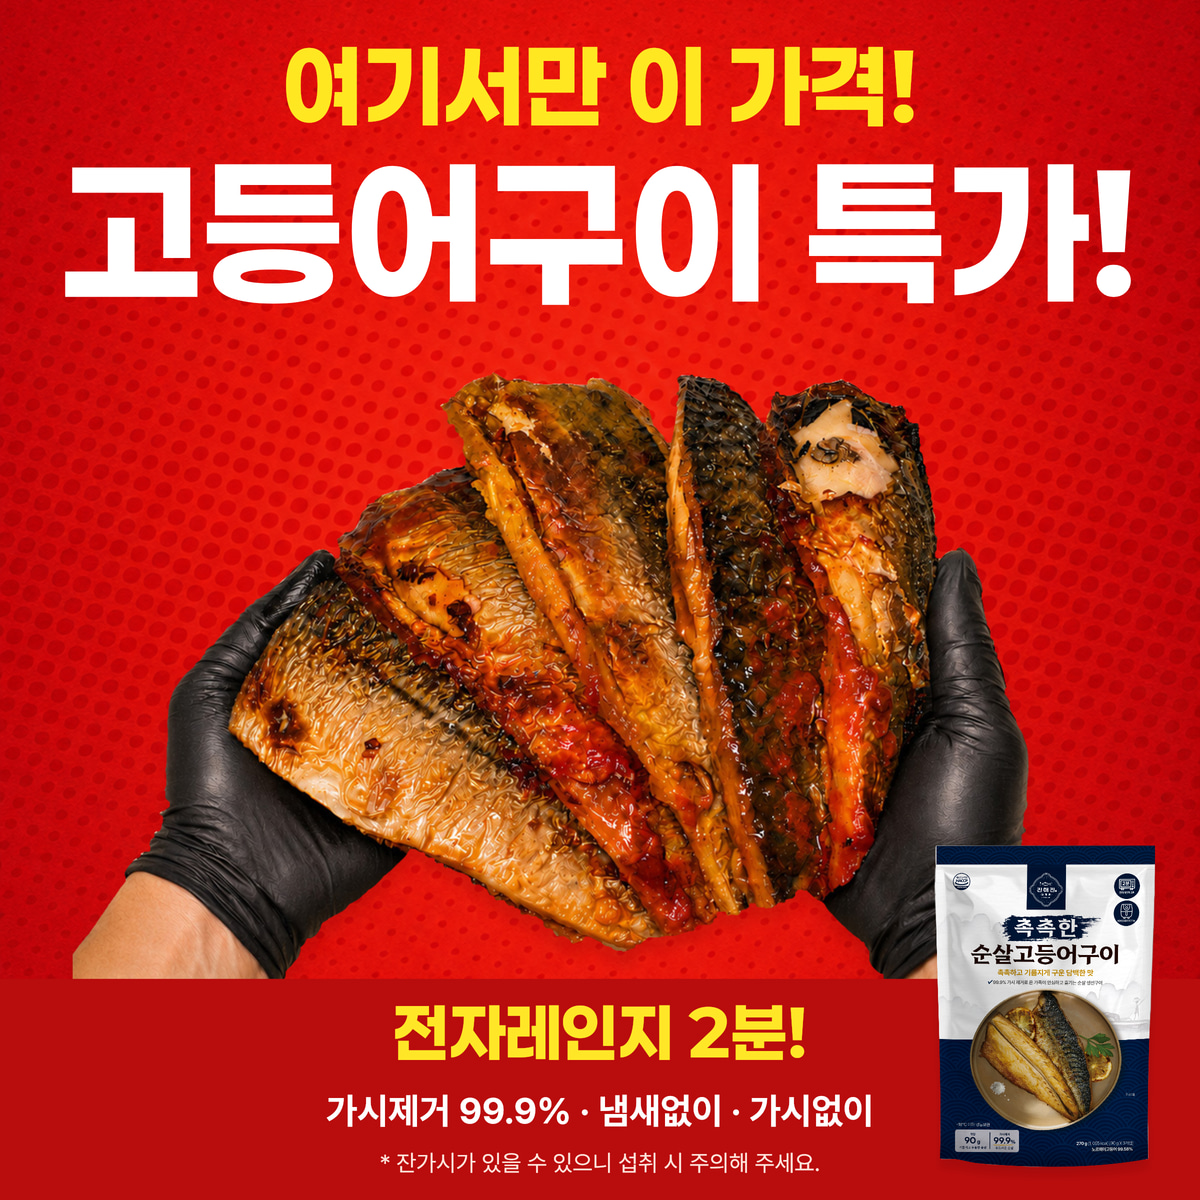 여기서만 이 가격!
고등어구이 특가!
촉촉한
순살고등어구이
촉촉하고 기름지게 구운 담백한 맛
90 g
99.9%
전자레인지 2분!
가시제거 99.9% · 냄새없이 · 가시없이
* 잔가시가 있을 수 있으니 섭취 시 주의해 주세요.